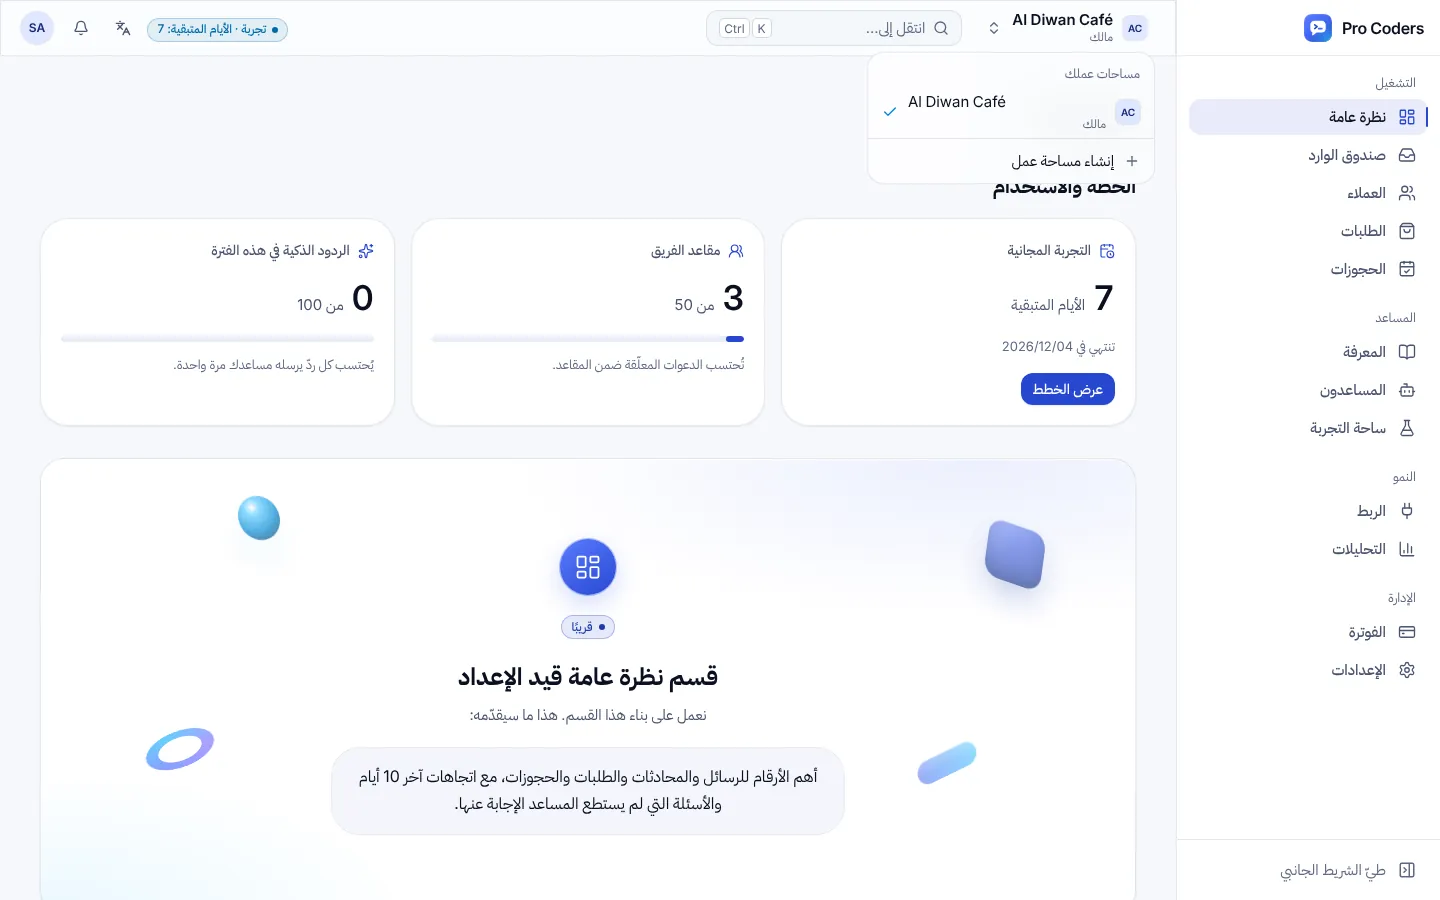 Pro Coders
التشغيل
نظرة عامة
صندوق الوارد
العملاء
الطلبات
الحجوزات
المساعد
المعرفة
المساعدون
ساحة التجربة
النمو
الربط
التحليلات
الإدارة
الفوترة
الإعدادات
طيّ الشريط الجانبي
AC
Al Diwan Café
مالك
انتقل إلى...
Ctrl K
تجربة · الأيام المتبقية: 7
SA
مساحات عملك
AC
Al Diwan Café
مالك
إنشاء مساحة عمل
الخطة والاستخدام
التجربة المجانية
7 الأيام المتبقية
تنتهي في 2026/12/04
عرض الخطط
مقاعد الفريق
3 من 50
تُحتسب الدعوات المعلّقة ضمن المقاعد.
الردود الذكية في هذه الفترة
0 من 100
يُحتسب كل ردّ يرسله مساعدك مرة واحدة.
قريبًا
قسم نظرة عامة قيد الإعداد
نعمل على بناء هذا القسم. هذا ما سيقدّمه:
أهم الأرقام للرسائل والمحادثات والطلبات والحجوزات، مع اتجاهات آخر 10 أيام
والأسئلة التي لم يستطع المساعد الإجابة عنها.